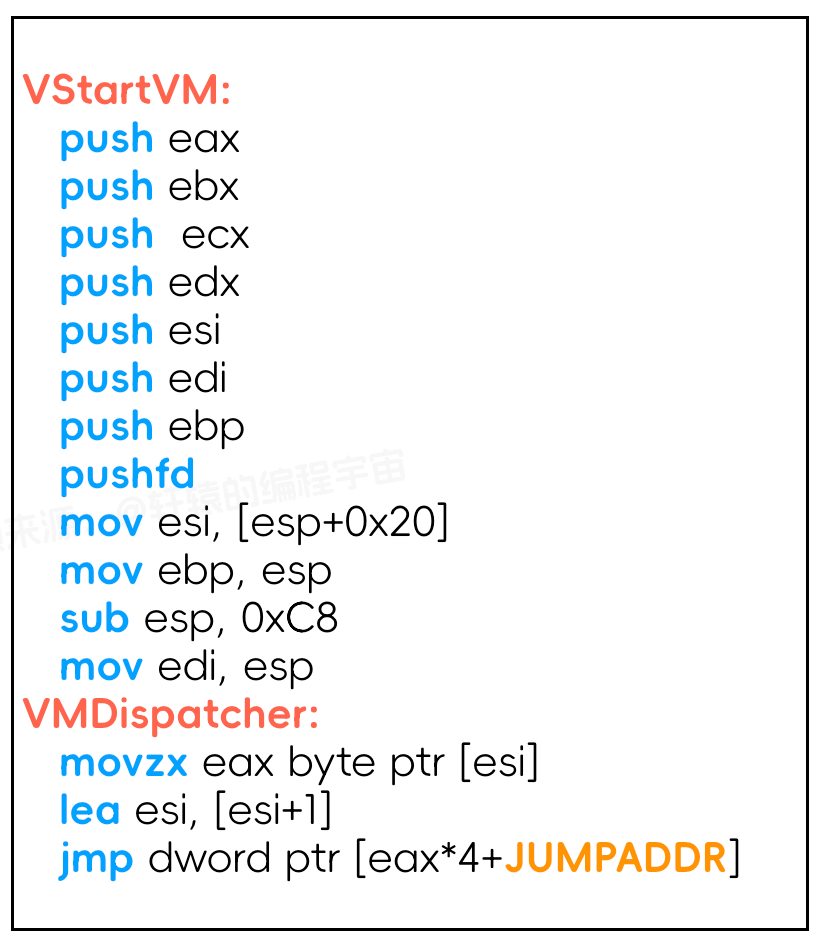 VStartVM:
push eax
push ebx
push ecx
push edx
push esi
push edi
push ebp
pushfd
mov esi, [esp+0x20]
mov ebp, esp
sub esp, 0xC8
mov edi, esp
VMDispatcher:
movzx eax byte ptr [esi]
lea esi, [esi+1]
jmp dword ptr [eax*4+JUMPADDR]
来源 @轩辕的编程宇宙